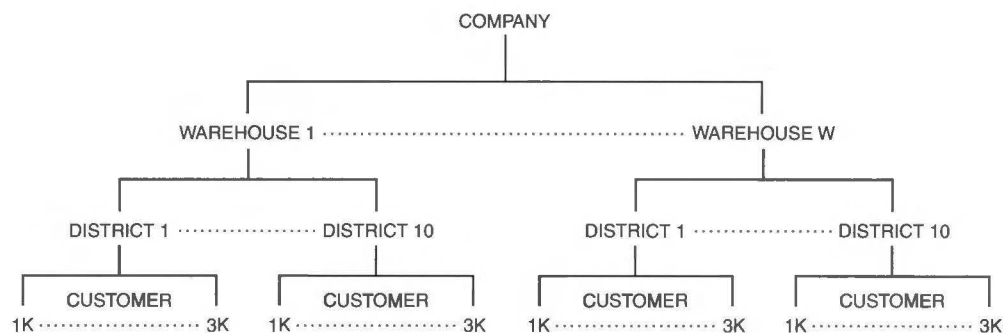 COMPANY
WAREHOUSE 1 ........................................ WAREHOUSE W
DISTRICT 1 ............... DISTRICT 10 DISTRICT 1 ............... DISTRICT 10
CUSTOMER CUSTOMER CUSTOMER CUSTOMER
1K ............... 3K 1K ............... 3K 1K ............... 3K 1K ............... 3K